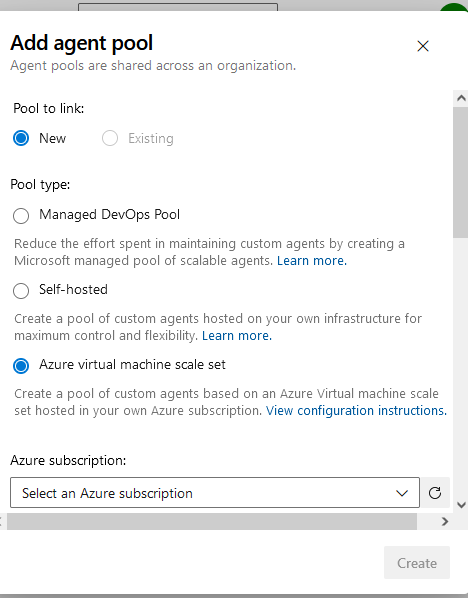 Add agent pool
Agent pools are shared across an organization.
Pool to link:
New
Existing
Pool type:
Managed DevOps Pool
Reduce the effort spent in maintaining custom agents by creating a
Microsoft managed pool of scalable agents. Learn more.
Self-hosted
Create a pool of custom agents hosted on your own infrastructure for
maximum control and flexibility. Learn more.
Azure virtual machine scale set
Create a pool of custom agents based on an Azure Virtual machine scale
set hosted in your own Azure subscription. View configuration instructions.
Azure subscription:
Select an Azure subscription
Create